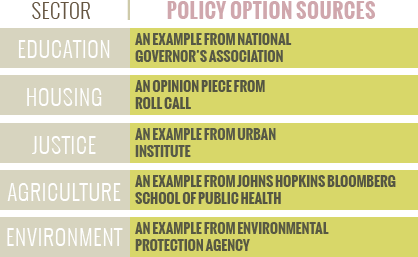 SECTOR
POLICY OPTION SOURCES
EDUCATION
AN EXAMPLE FROM NATIONAL
GOVERNOR'S ASSOCIATION
HOUSING
AN OPINION PIECE FROM
ROLL CALL
JUSTICE
AN EXAMPLE FROM URBAN
INSTITUTE
AGRICULTURE
AN EXAMPLE FROM JOHNS HOPKINS BLOOMBERG
SCHOOL OF PUBLIC HEALTH
ENVIRONMENT
AN EXAMPLE FROM ENVIRONMENTAL
PROTECTION AGENCY